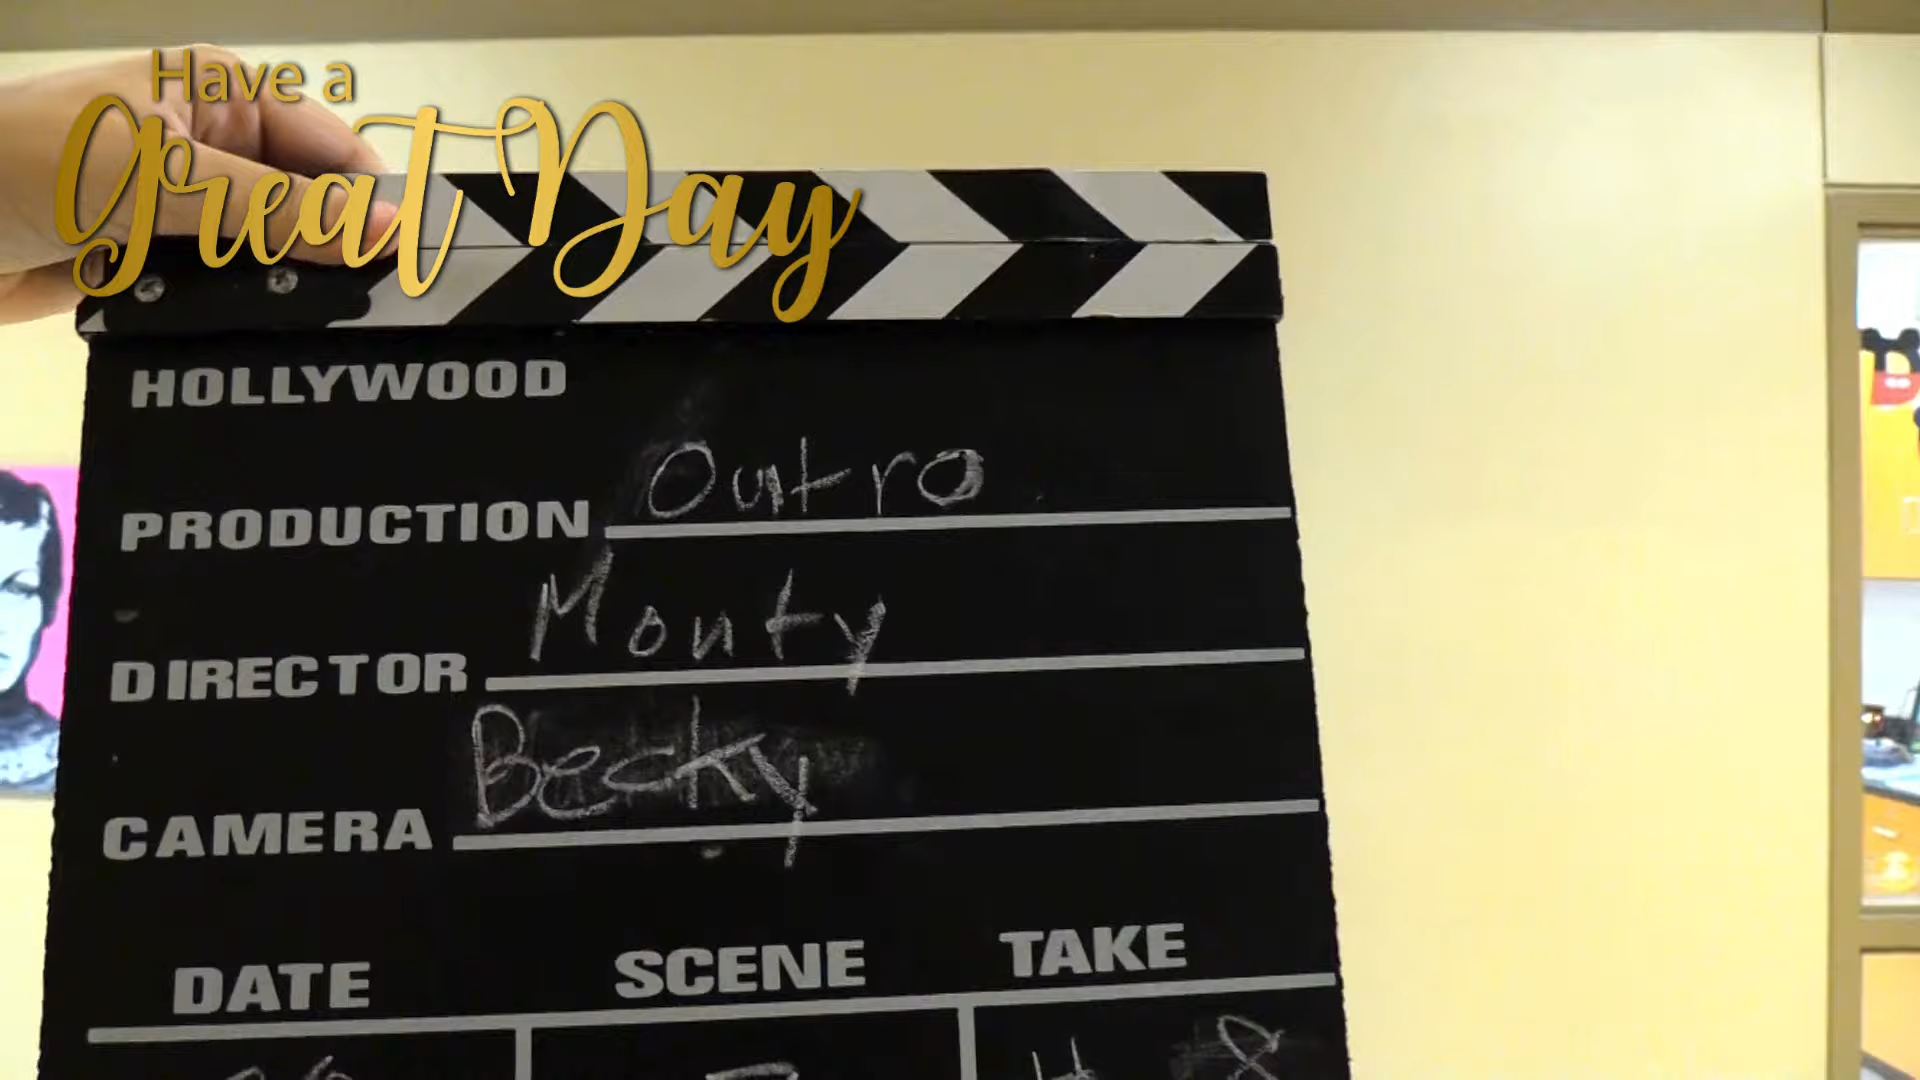 Have a
Great Day
HOLLYWOOD
PRODUCTION Outro
DIRECTOR Monty
CAMERA Becky
DATE SCENE TAKE